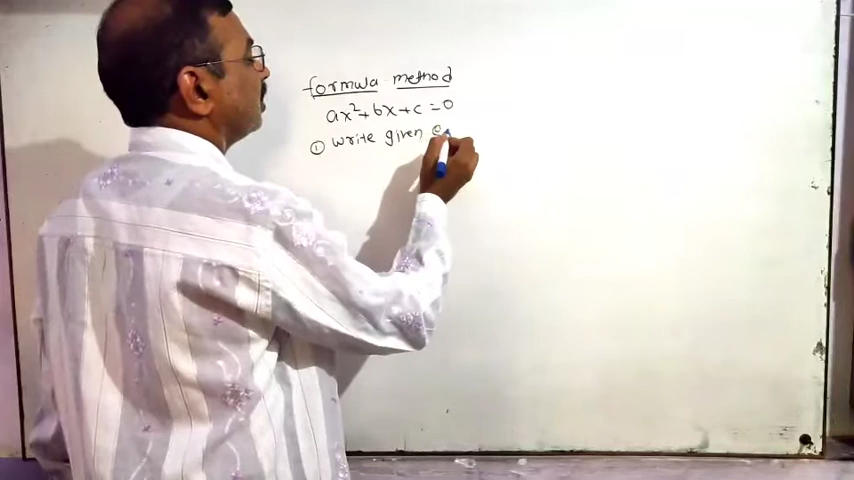 formula method
ax²+bx+c=0
① write given e